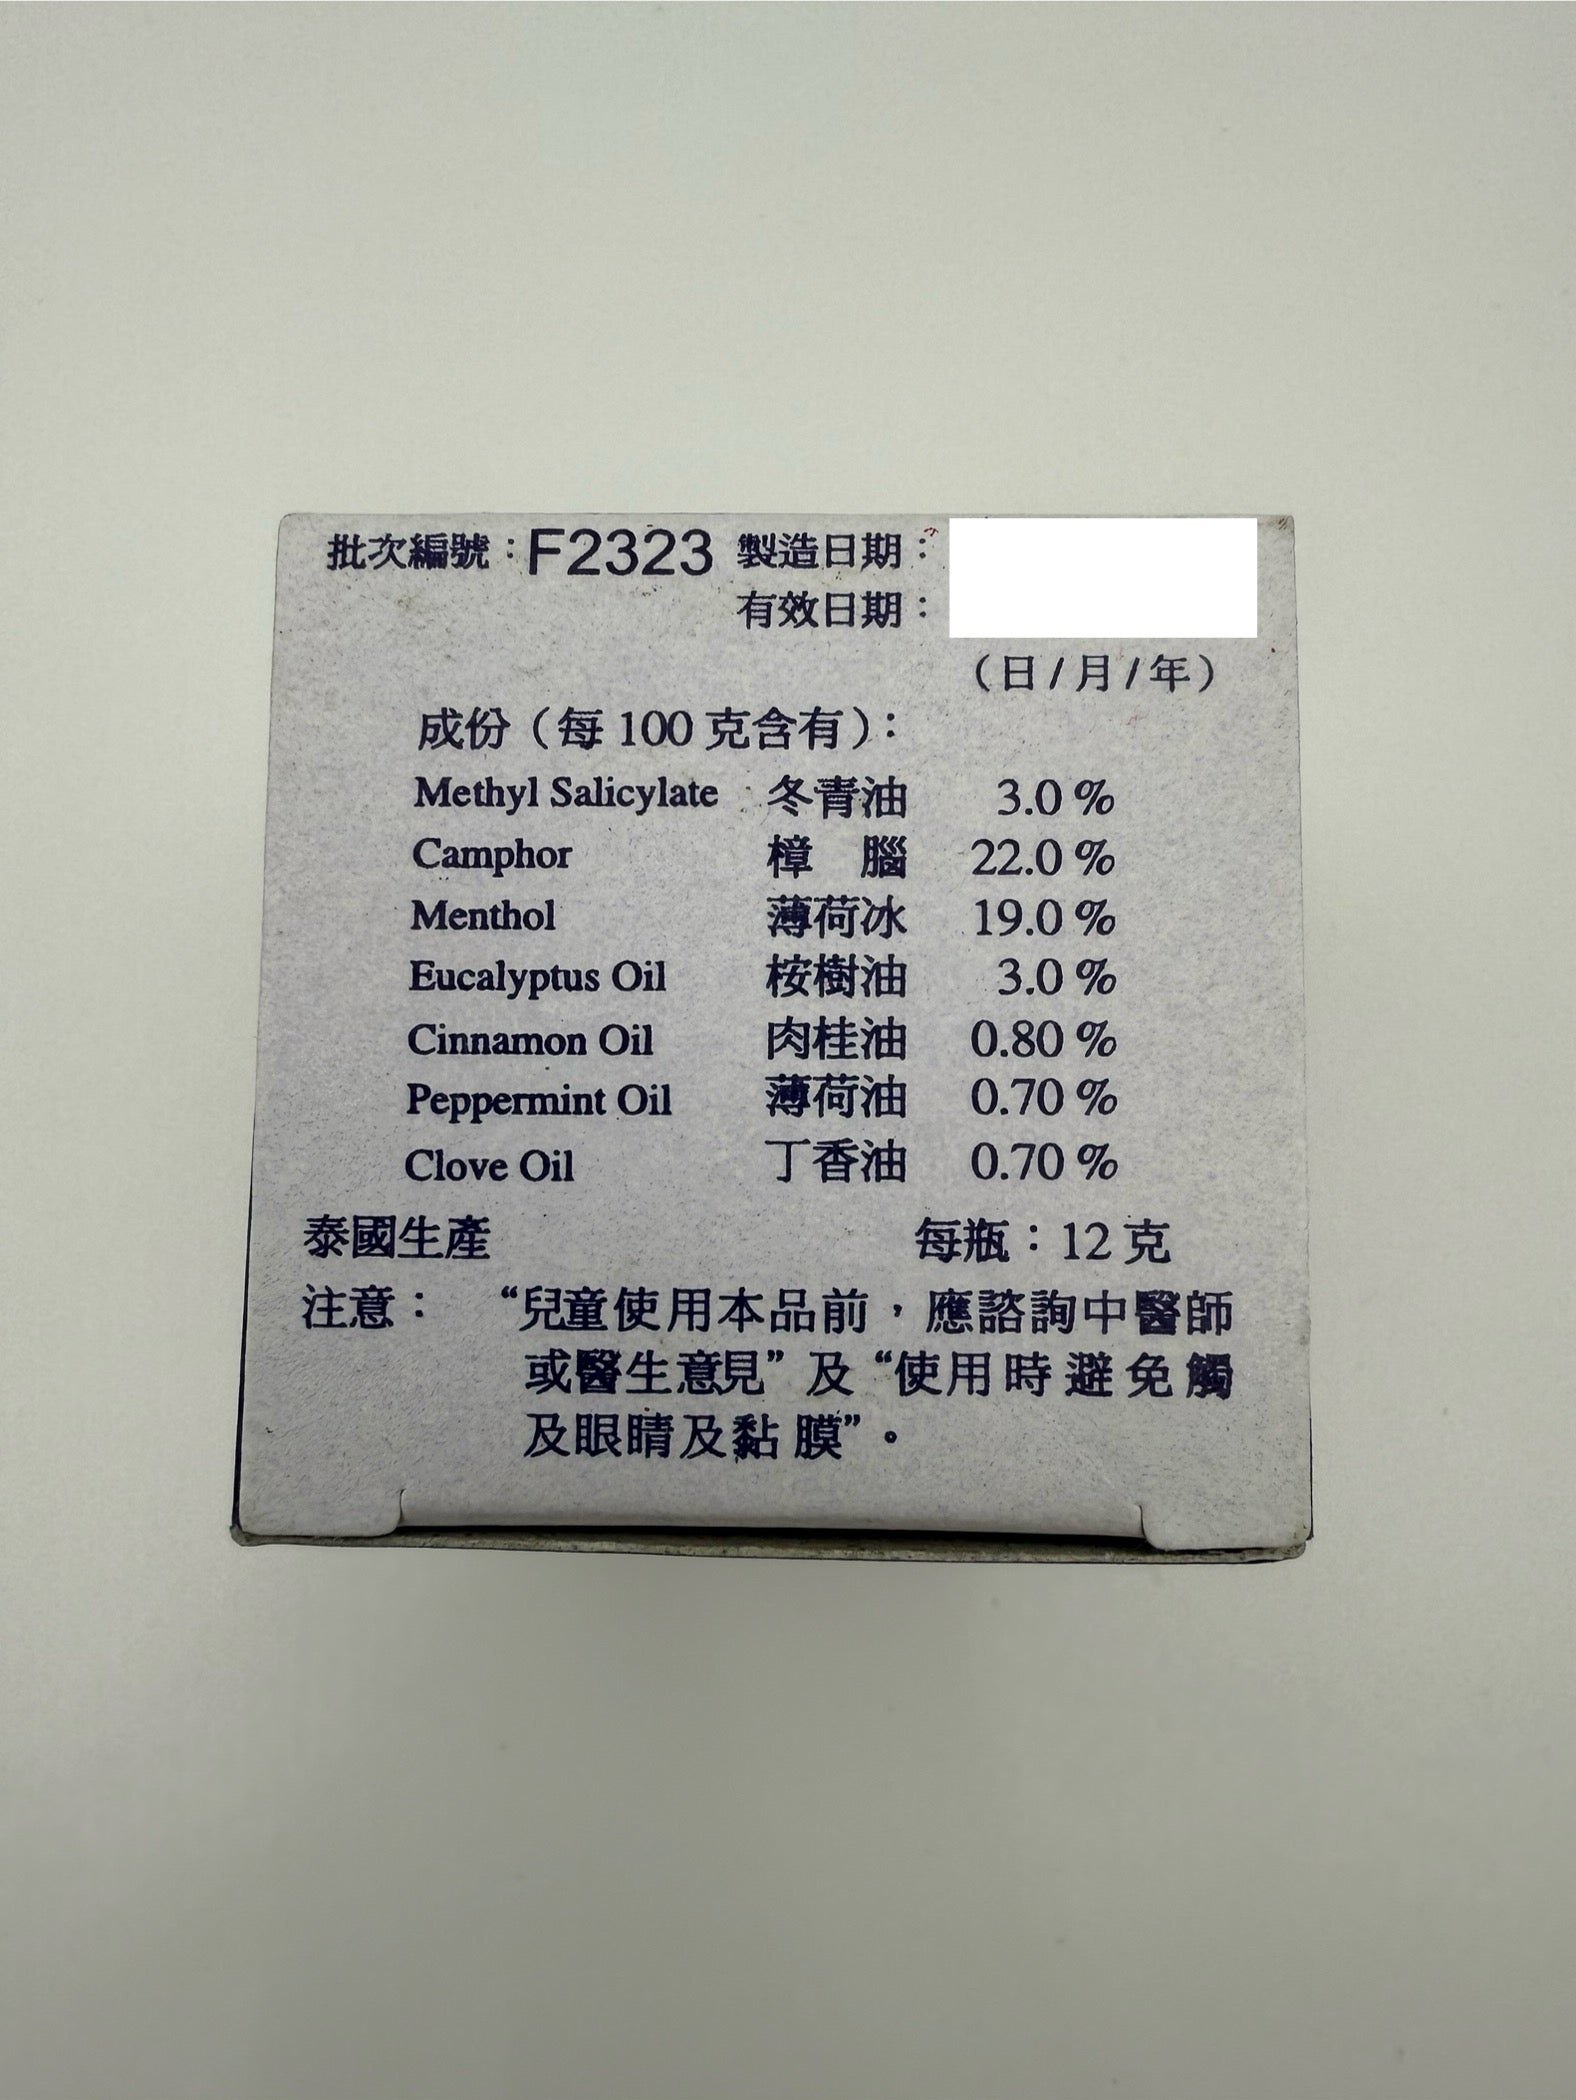 批次編號：F2323 製造日期：
有效日期：
（日/月/年）
成份（每 100 克含有）：
Methyl Salicylate 冬青油 3.0 %
Camphor 樟 腦 22.0 %
Menthol 薄荷冰 19.0 %
Eucalyptus Oil 桉樹油 3.0 %
Cinnamon Oil 肉桂油 0.80 %
Peppermint Oil 薄荷油 0.70 %
Clove Oil 丁香油 0.70 %
泰國生產 每瓶：12 克
注意： “兒童使用本品前，應諮詢中醫師
或醫生意見” 及 “使用時避免觸
及眼睛及黏膜”。